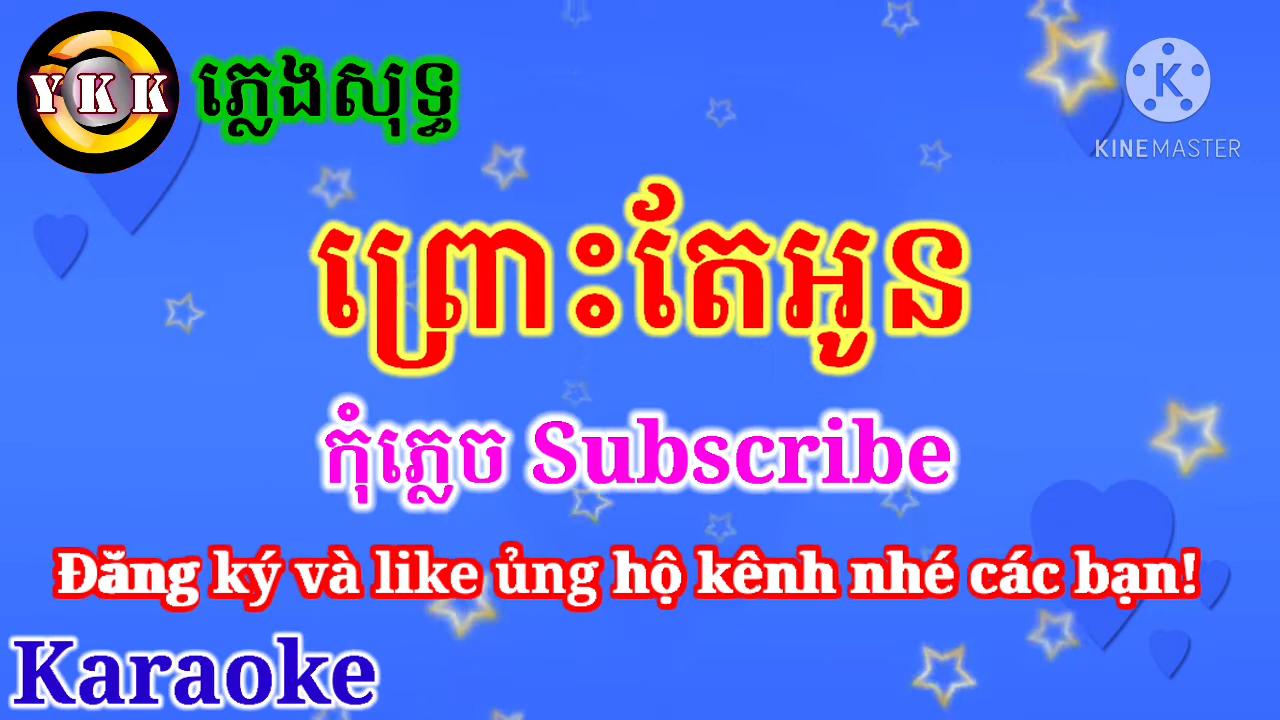 YKK
ភ្លេងសុទ្ធ
K
KINEMASTER
ព្រោះតែអូន
កុំភ្លេច Subscribe
Đăng ký và like ủng hộ kênh nhé các bạn!
Karaoke